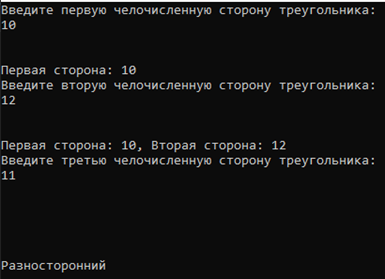 Введите первую челочисленную сторону треугольника:
10
Первая сторона: 10
Введите вторую челочисленную сторону треугольника:
12
Первая сторона: 10, Вторая сторона: 12
Введите третью челочисленную сторону треугольника:
11
Разносторонний